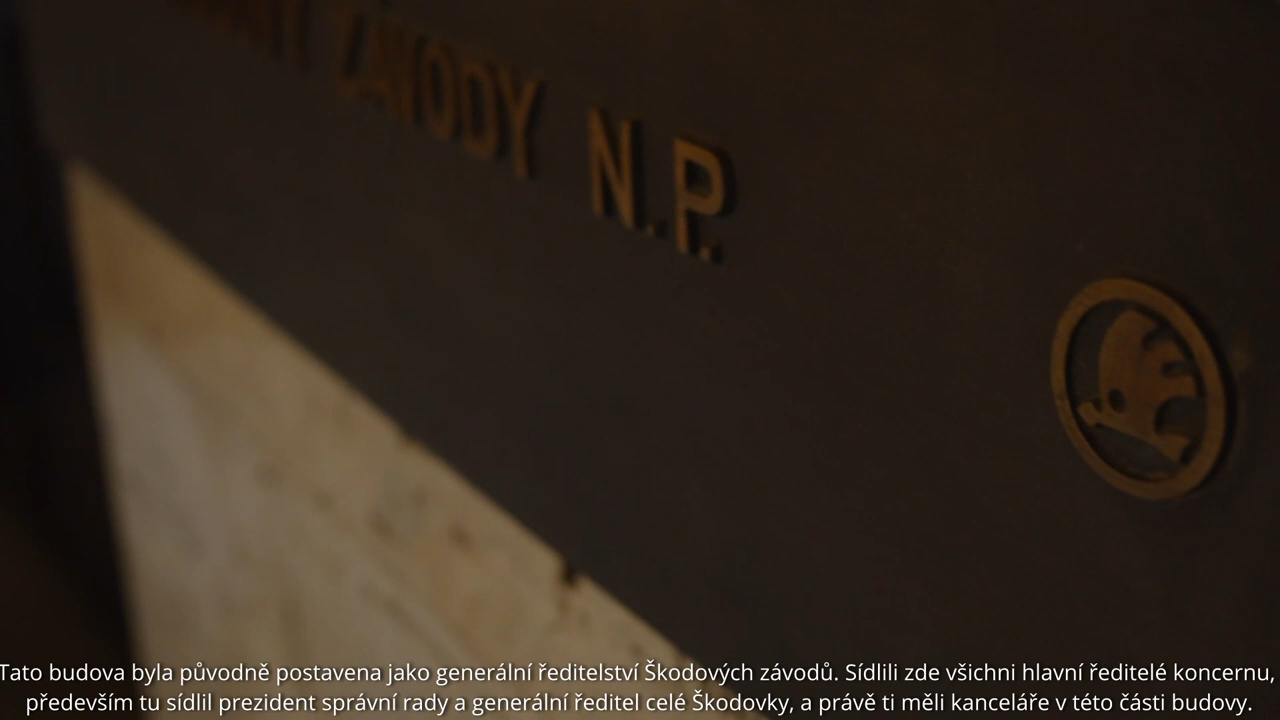 ZÁVODY N.P.
Tato budova byla původně postavena jako generální ředitelství Škodových závodů. Sídlili zde všichni hlavní ředitelé koncernu,
především tu sídlil prezident správní rady a generální ředitel celé Škodovky, a právě ti měli kanceláře v této části budovy.